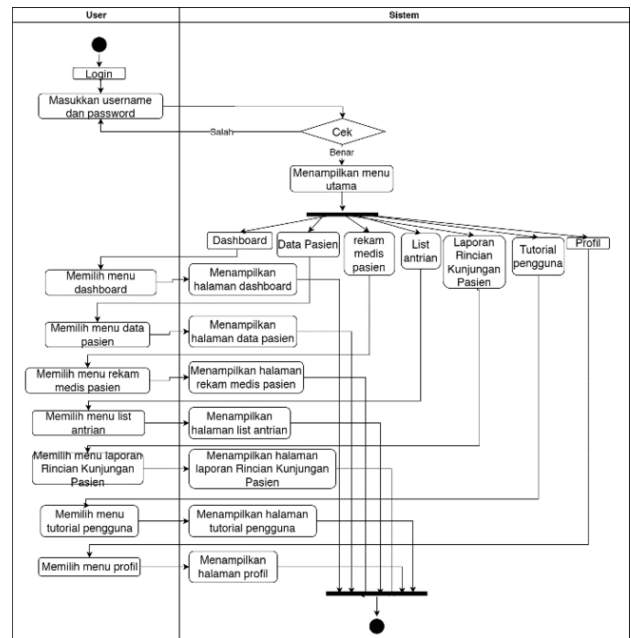 User
Sistem
Login
Masukkan username
dan password
Salah
Cek
Benar
Menampilkan menu
utama
Dashboard
Data Pasien
rekam
medis
pasien
List
antrian
Laporan
Rincian
Kunjungan
Pasien
Tutorial
pengguna
Profil
Memilih menu
dashboard
Menampilkan
halaman dashboard
Memilih menu data
pasien
Menampilkan
halaman data pasien
Memilih menu rekam
medis pasien
Menampilkan halaman
rekam medis pasien
Memilih menu list
antrian
Menampilkan
halaman list antrian
Memilih menu laporan
Rincian Kunjungan
Pasien
Menampilkan halaman
laporan Rincian Kunjungan
Pasien
Memilih menu
tutorial pengguna
Menampilkan halaman
tutorial pengguna
Memilih menu profil
Menampilkan
halaman profil